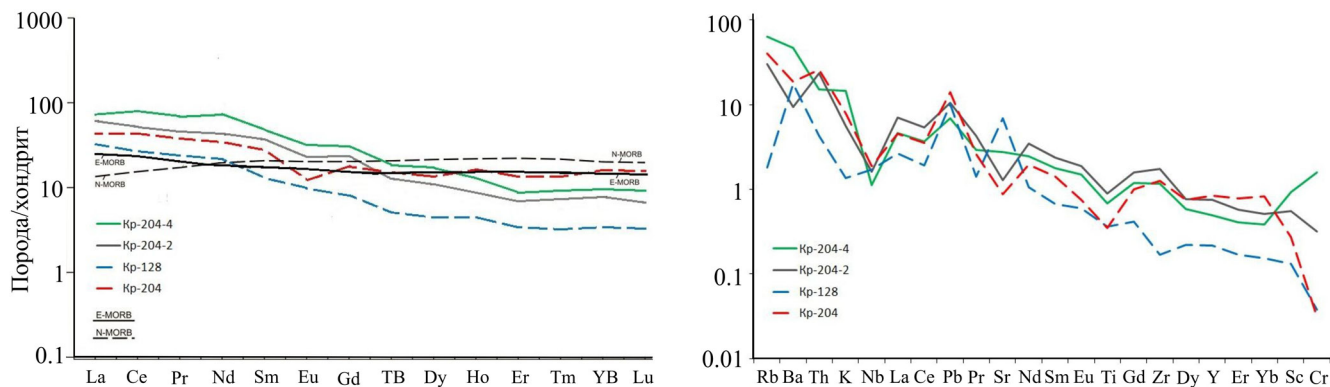 Порода/хондрит
1000
100
10
1
0.1
E-MORB
N-MORB
N-MORB
E-MORB
Кр-204-4
Кр-204-2
Кр-128
Кр-204
E-MORB
N-MORB
La Ce Pr Nd Sm Eu Gd TB Dy Ho Er Tm YB Lu
100
10
1
0.1
0.01
Кр-204-4
Кр-204-2
Кр-128
Кр-204
Rb Ba Th K Nb La Ce Pb Pr Sr Nd Sm Eu Ti Gd Zr Dy Y Er Yb Sc Cr